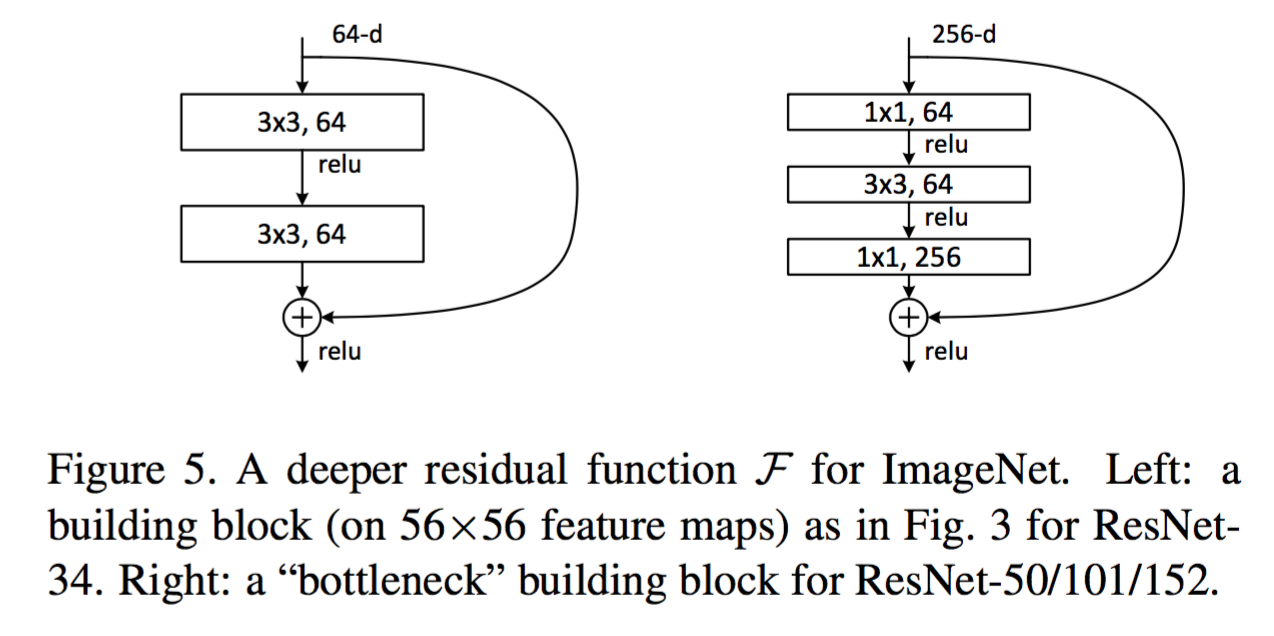 64-d
3x3, 64
relu
3x3, 64
+
relu
256-d
1x1, 64
relu
3x3, 64
relu
1x1, 256
+
relu
Figure 5. A deeper residual function ℱ for ImageNet. Left: a
building block (on 56×56 feature maps) as in Fig. 3 for ResNet-
34. Right: a “bottleneck” building block for ResNet-50/101/152.